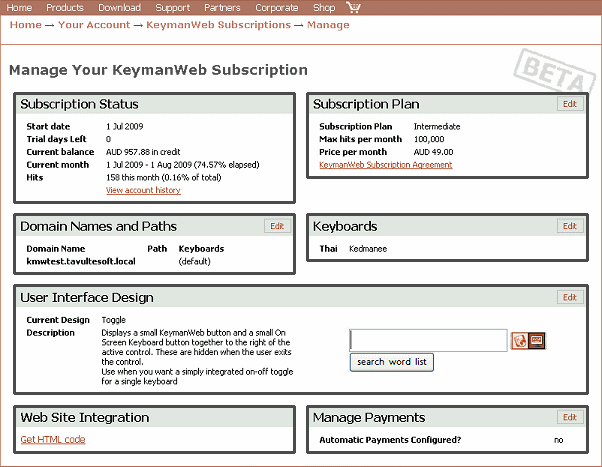 Home Products Download Support Partners Corporate Shop
Home → Your Account → KeymanWeb Subscriptions → Manage
BETA
Manage Your KeymanWeb Subscription
Subscription Status
Start date 1 Jul 2009
Trial days Left 0
Current balance AUD 957.88 in credit
Current month 1 Jul 2009 - 1 Aug 2009 (74.57% elapsed)
Hits 158 this month (0.16% of total)
View account history
Subscription Plan Edit
Subscription Plan Intermediate
Max hits per month 100,000
Price per month AUD 49.00
KeymanWeb Subscription Agreement
Domain Names and Paths Edit
Domain Name Path Keyboards
kmwtest.tavultesoft.local (default)
Keyboards Edit
Thai Kedmanee
User Interface Design Edit
Current Design Toggle
Description Displays a small KeymanWeb button and a small On
Screen Keyboard button together to the right of the
active control. These are hidden when the user exits
the control.
Use when you want a simply integrated on-off toggle
for a single keyboard
search word list
Web Site Integration
Get HTML code
Manage Payments Edit
Automatic Payments Configured? no